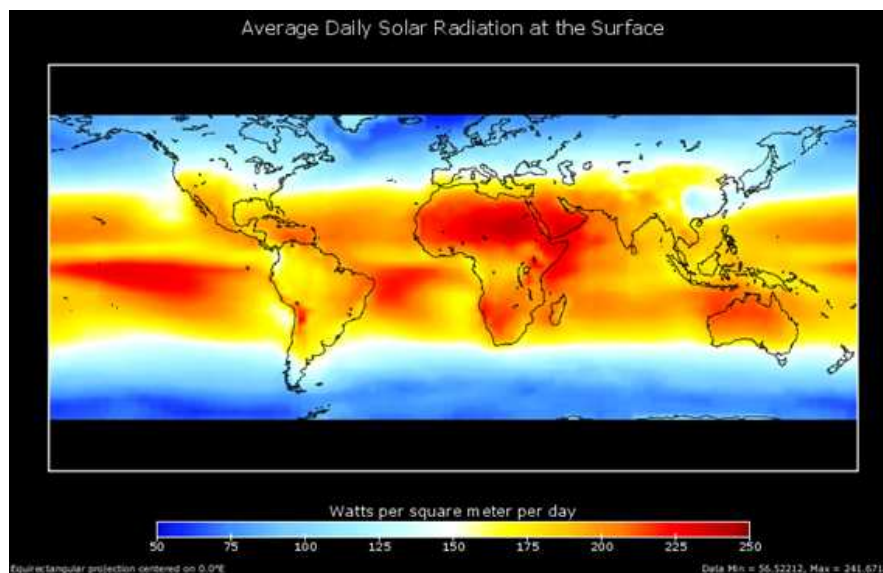 Average Daily Solar Radiation at the Surface
Watts per square meter per day
50 75 100 125 150 175 200 225 250
Equirectangular projection centered on 0.0°E
Data Min = 56.52212, Max = 241.671